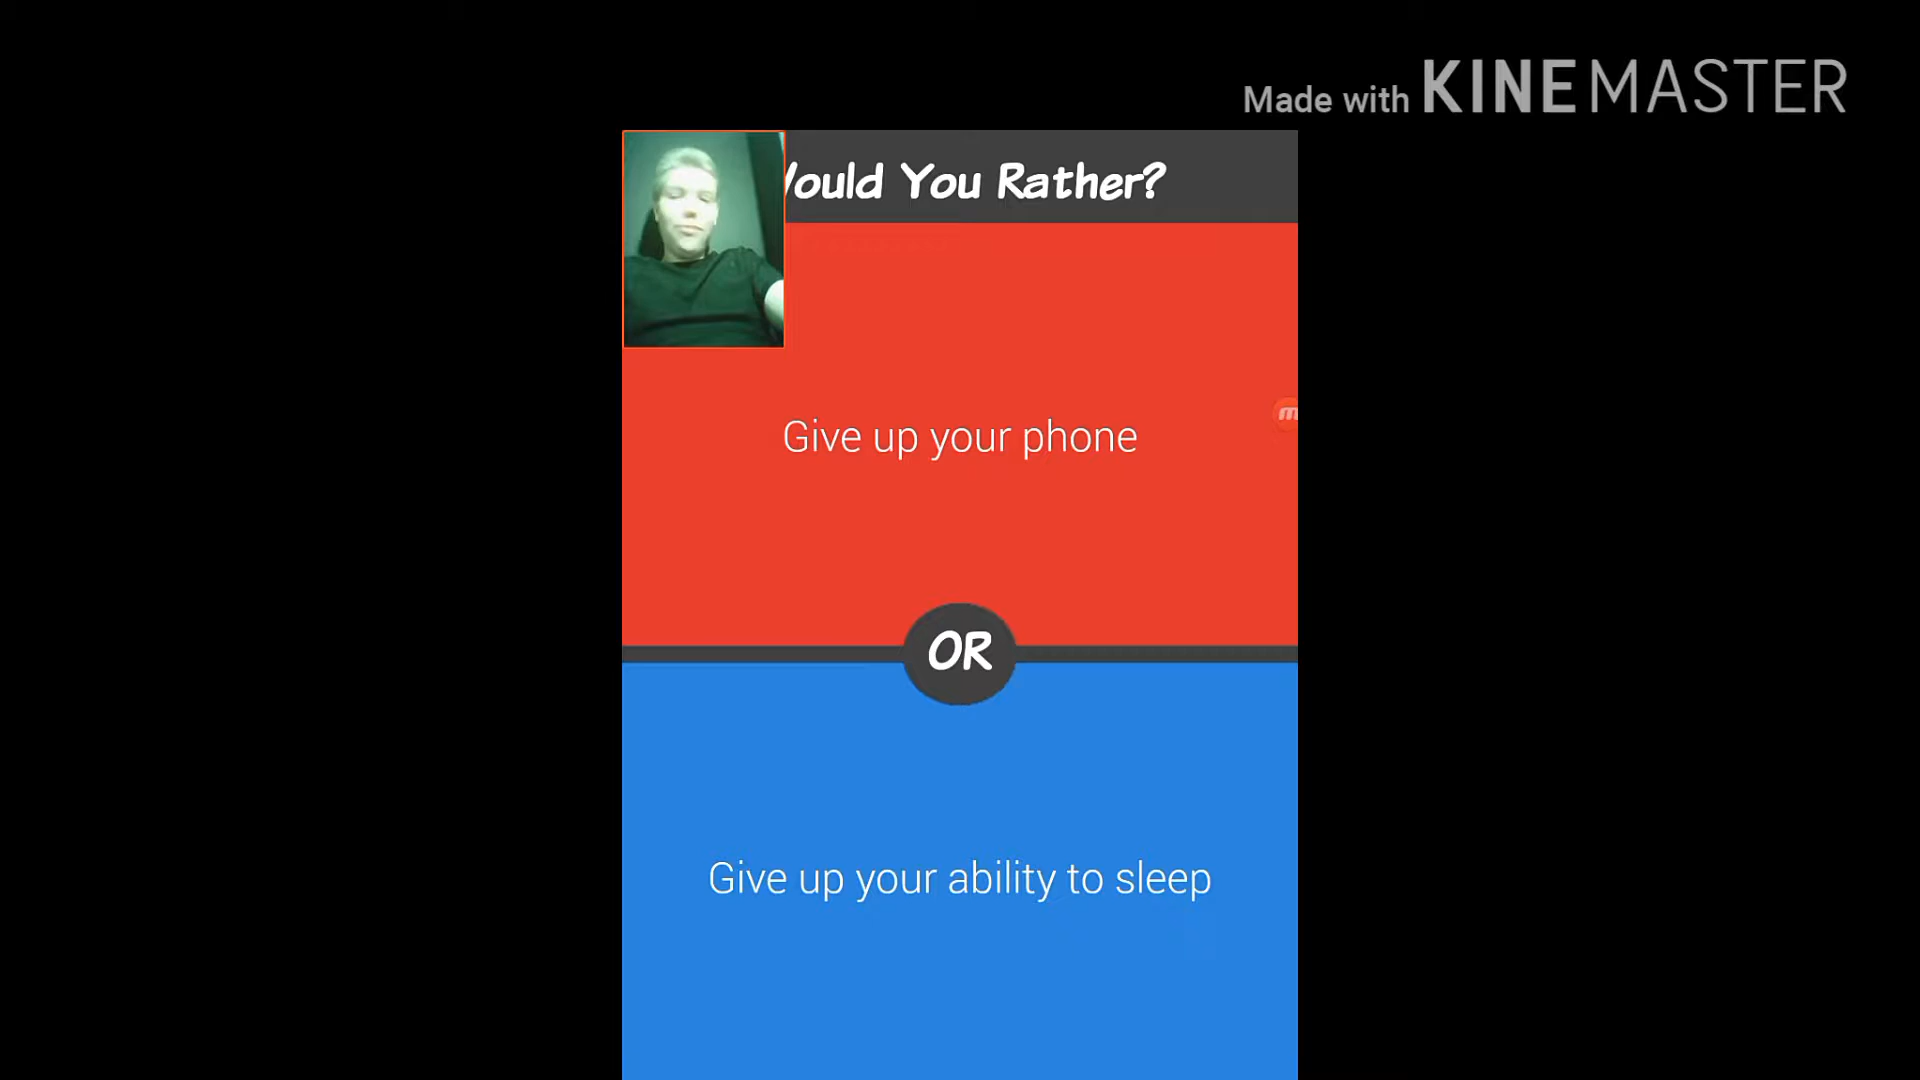 Made with KINEMASTER
ould You Rather?
Give up your phone
m
OR
Give up your ability to sleep